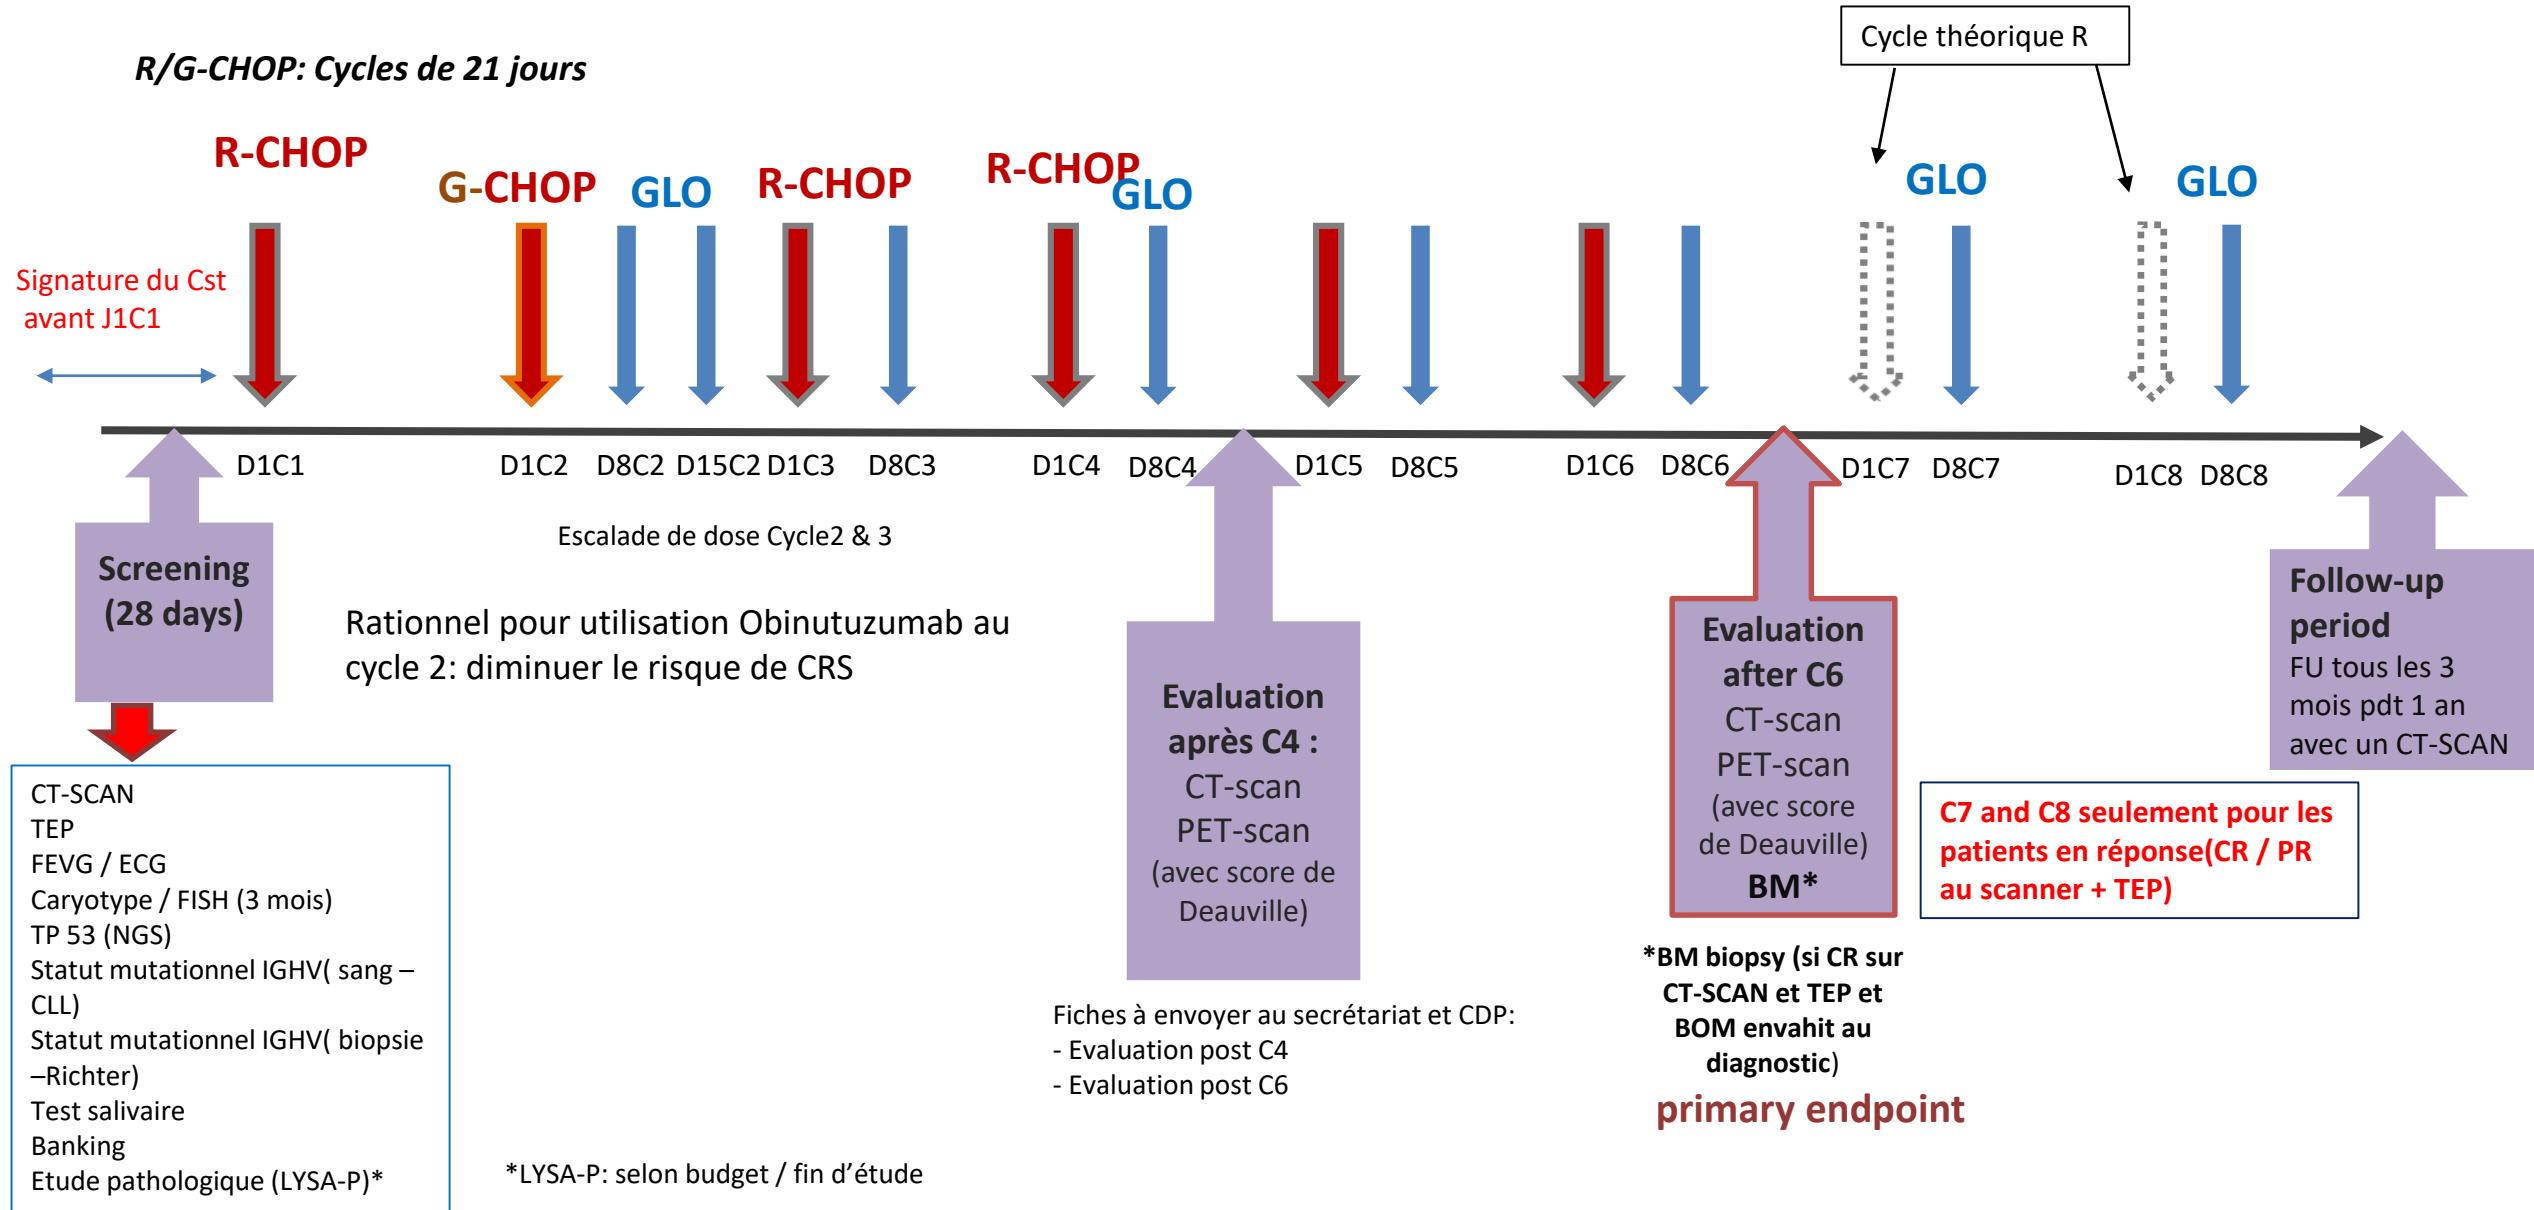 R/G-CHOP: Cycles de 21 jours
Cycle théorique R
R-CHOP
G-CHOP
GLO
R-CHOP
R-CHOP
GLO
GLO
GLO
Signature du Cst
avant J1C1
D1C1
D1C2
D8C2
D15C2
D1C3
D8C3
D1C4
D8C4
D1C5
D8C5
D1C6
D8C6
D1C7
D8C7
D1C8
D8C8
Escalade de dose Cycle2 & 3
Screening
(28 days)
Rationnel pour utilisation Obinutuzumab au
cycle 2: diminuer le risque de CRS
Evaluation
après C4 :
CT-scan
PET-scan
(avec score de
Deauville)
Evaluation
after C6
CT-scan
PET-scan
(avec score
de Deauville)
BM*
Follow-up
period
FU tous les 3
mois pdt 1 an
avec un CT-SCAN
C7 and C8 seulement pour les
patients en réponse(CR / PR
au scanner + TEP)
CT-SCAN
TEP
FEVG / ECG
Caryotype / FISH (3 mois)
TP 53 (NGS)
Statut mutationnel IGHV( sang –
CLL)
Statut mutationnel IGHV( biopsie
–Richter)
Test salivaire
Banking
Etude pathologique (LYSA-P)*
Fiches à envoyer au secrétariat et CDP:
- Evaluation post C4
- Evaluation post C6
*BM biopsy (si CR sur
CT-SCAN et TEP et
BOM envahit au
diagnostic)
primary endpoint
*LYSA-P: selon budget / fin d'étude